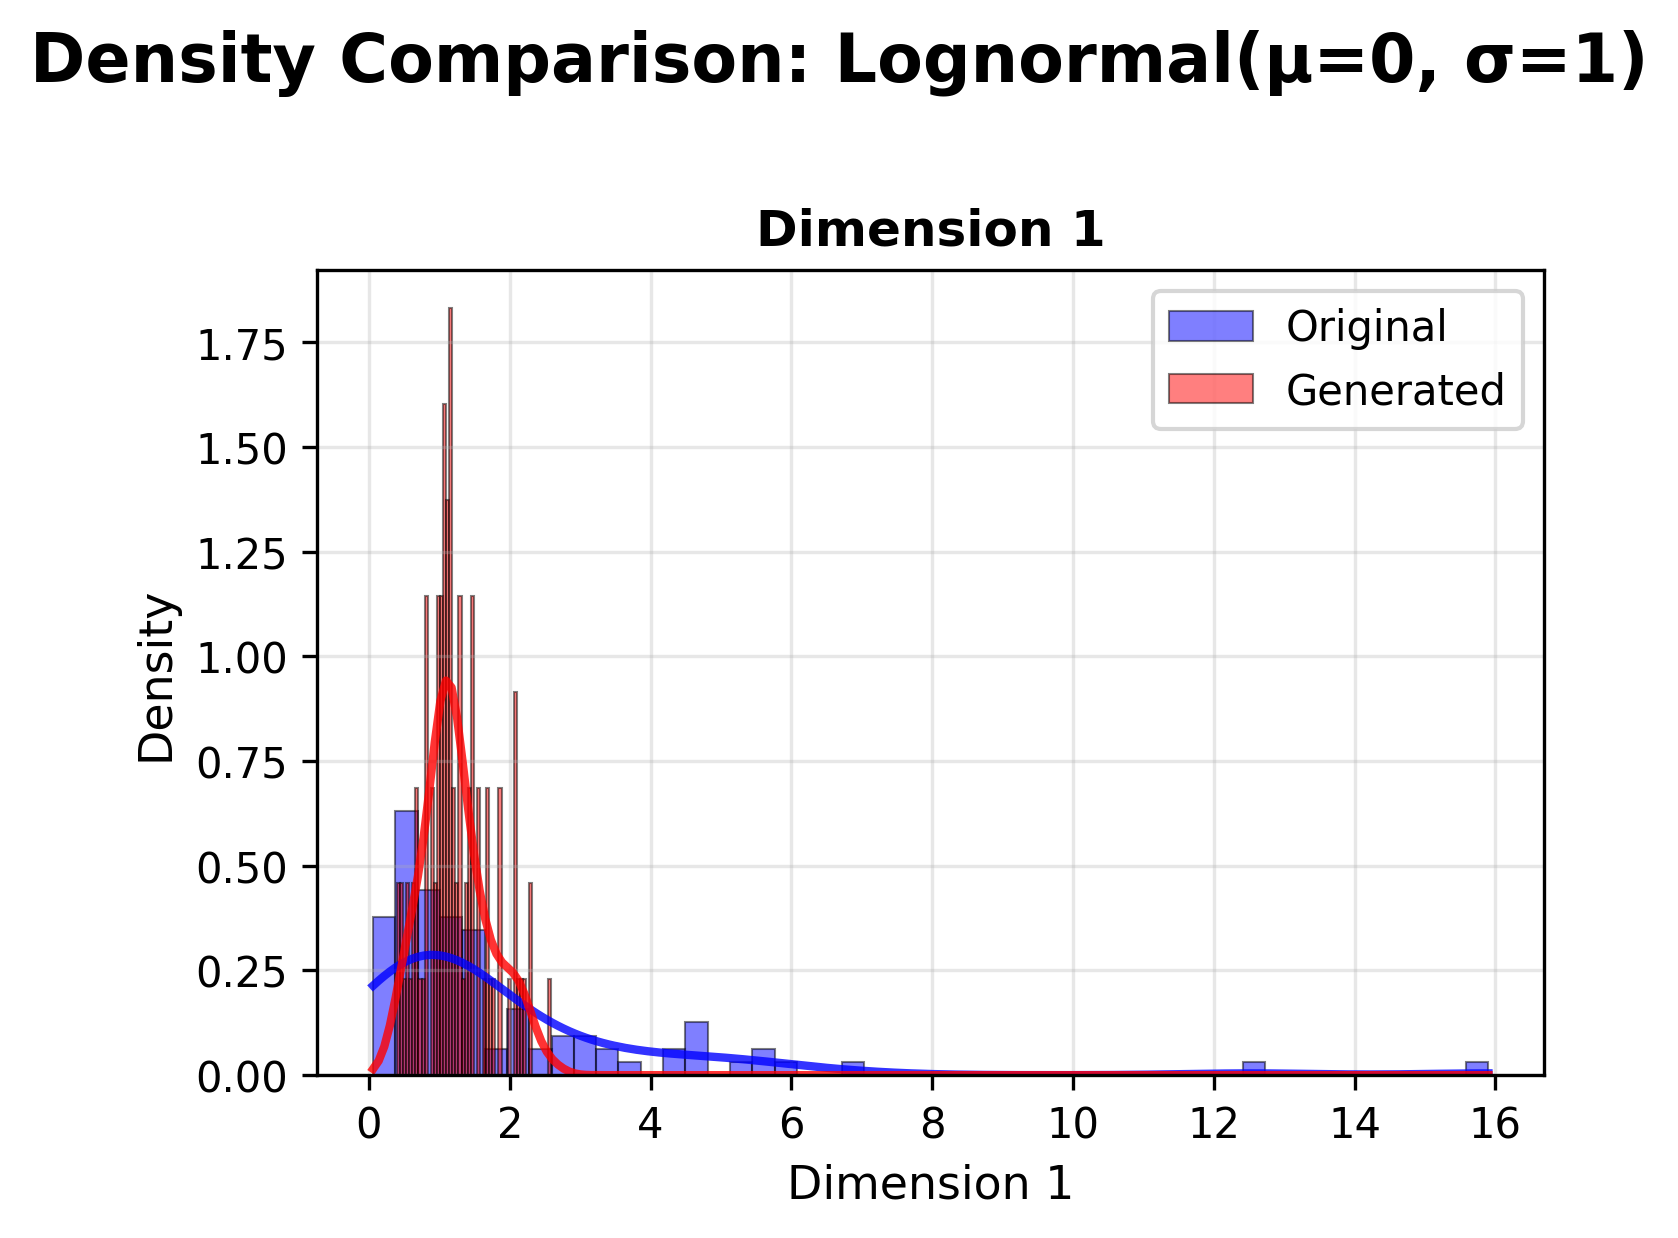 Density Comparison: Lognormal(μ=0, σ=1)
Dimension 1
Original
Generated
Density
1.75
1.50
1.25
1.00
0.75
0.50
0.25
0.00
0 2 4 6 8 10 12 14 16
Dimension 1